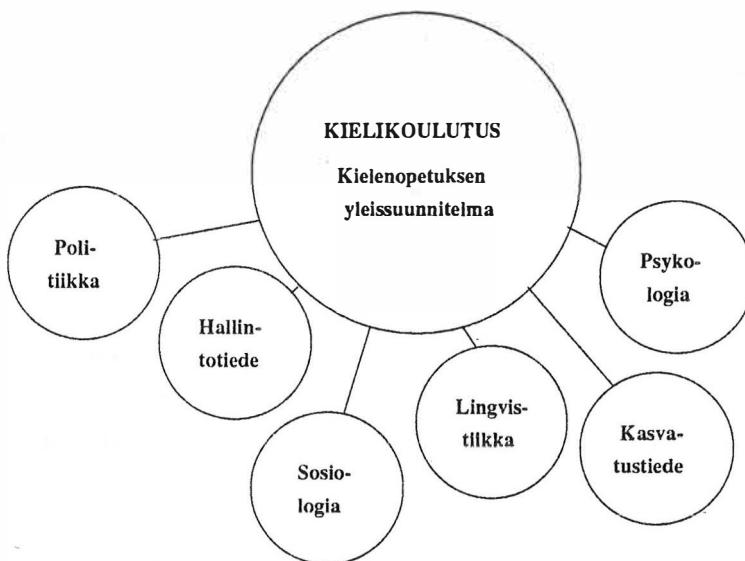 KIELIKOULUTUS
Kielenopetuksen
yleissuunnitelma
Poli-
tiikka
Hallin-
totiede
Sosio-
logia
Lingvis-
tiikka
Kasva-
tustiede
Psyko-
logia